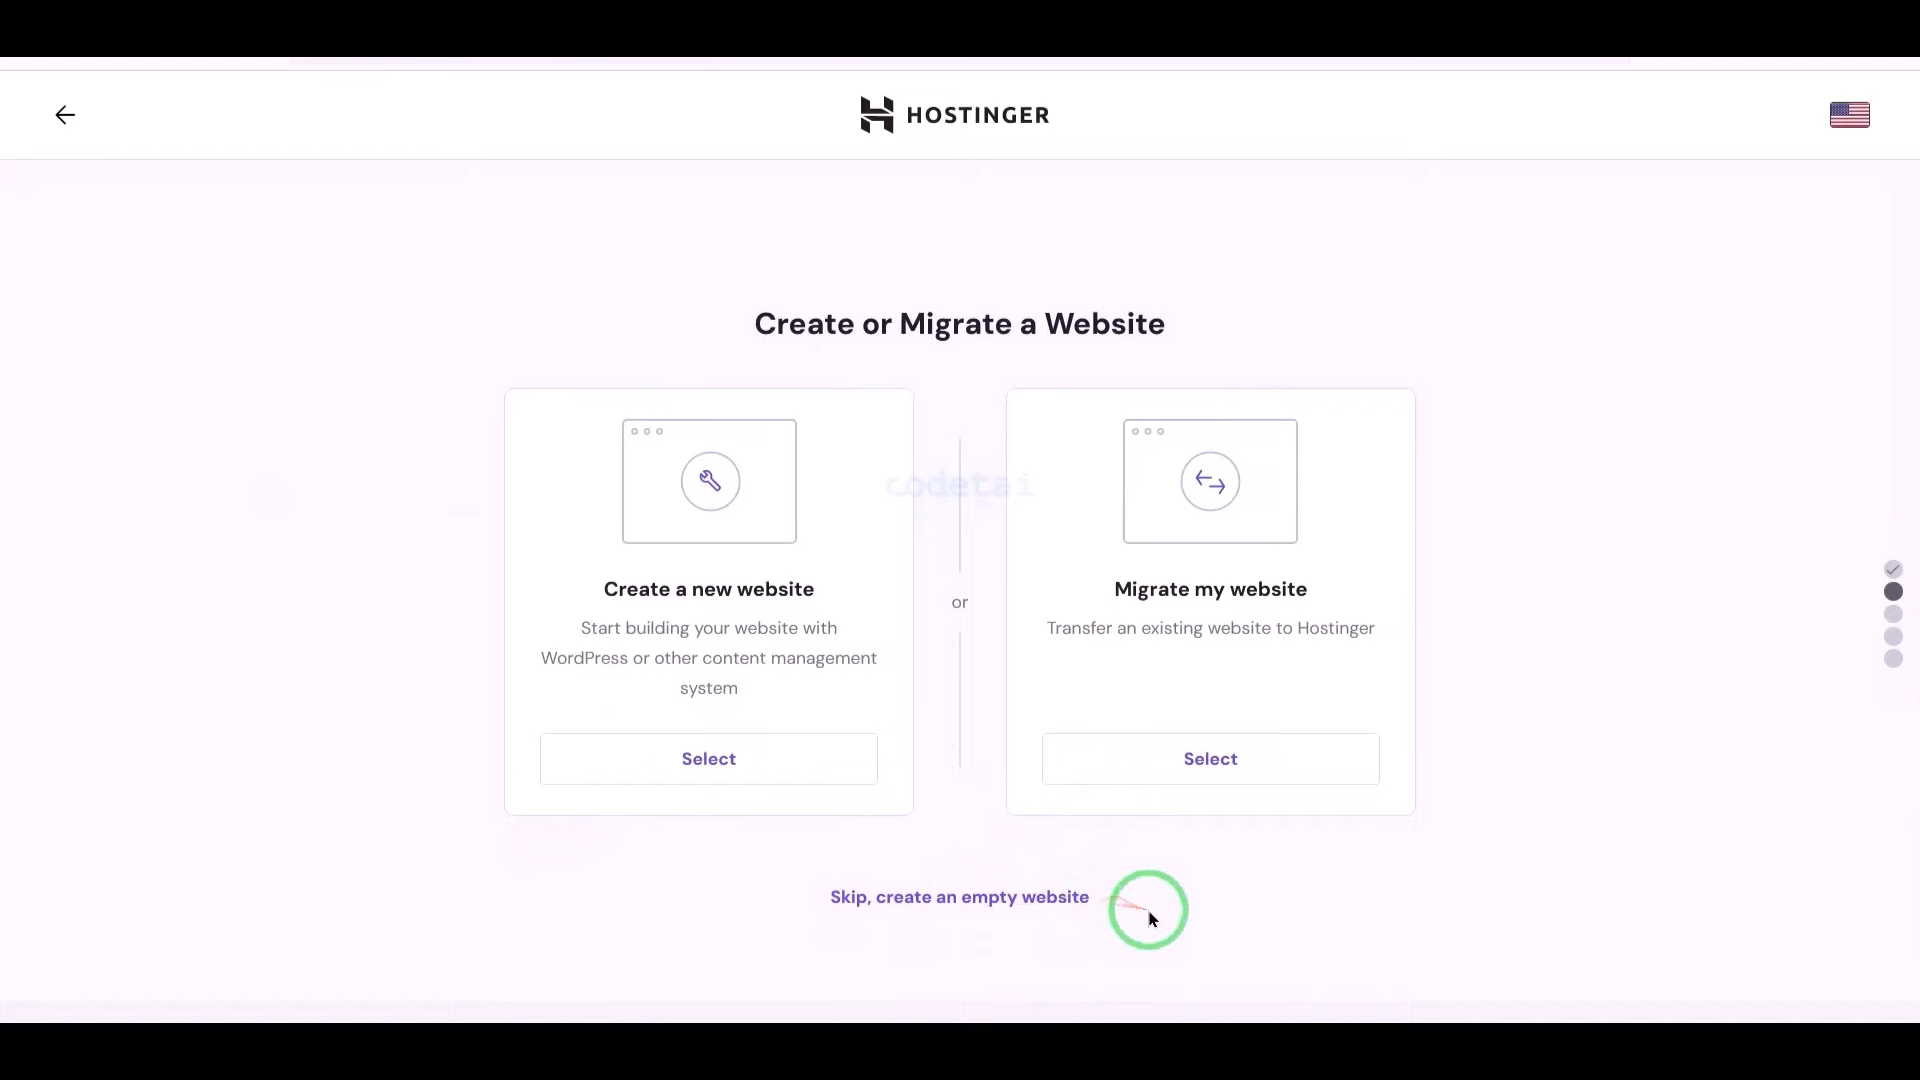 HOSTINGER
Create or Migrate a Website
Create a new website
Start building your website with
WordPress or other content management
system
Select
or
Migrate my website
Transfer an existing website to Hostinger
Select
codetai
Skip, create an empty website